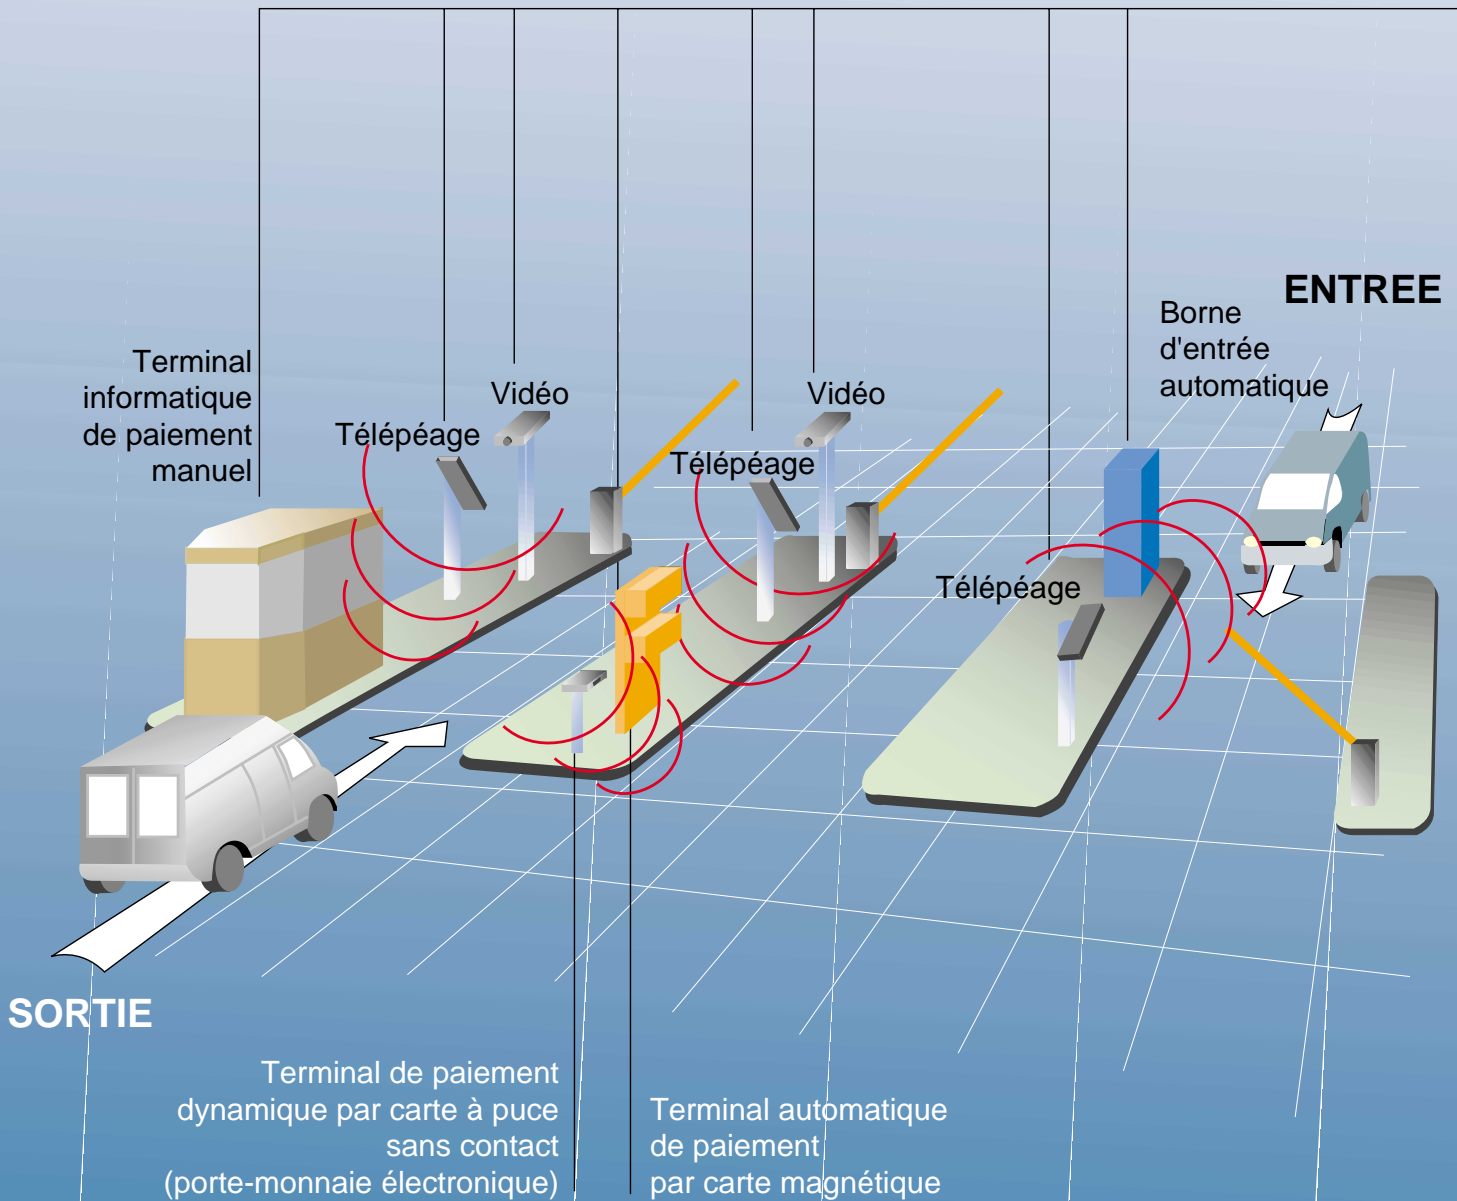 ENTREE
Borne
d'entrée
automatique
Terminal
informatique
de paiement
manuel
Vidéo
Télépéage
Vidéo
Télépéage
Télépéage
SORTIE
Terminal de paiement
dynamique par carte à puce
sans contact
(porte-monnaie électronique)
Terminal automatique
de paiement
par carte magnétique